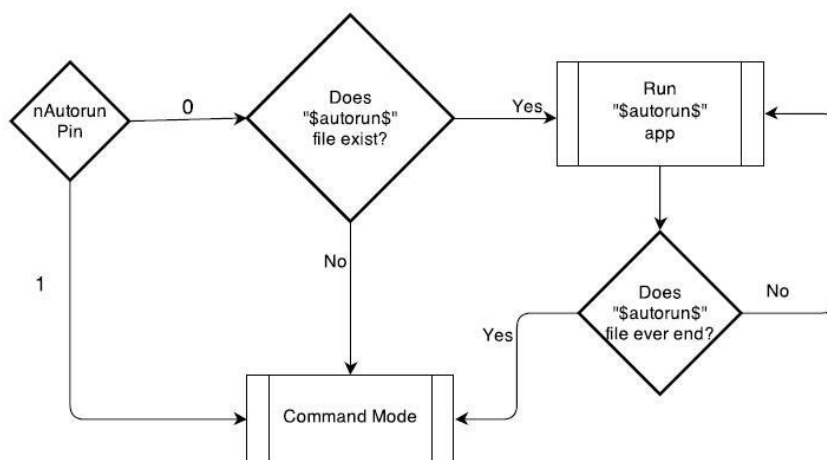 nAutorun
Pin
0
Does
"$autorun$"
file exist?
Yes
Run
"$autorun$"
app
No
1
Does
"$autorun$"
file ever end?
No
Yes
Command Mode